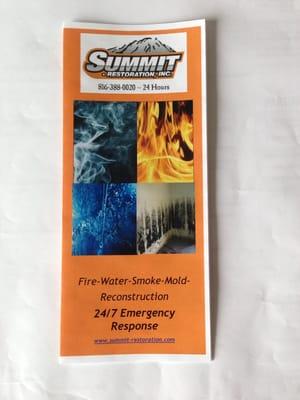 SUMMIT
RESTORATION, INC
816-388-0020 – 24 Hours
Fire-Water-Smoke-Mold-
Reconstruction
24/7 Emergency
Response
www.summit-restoration.com